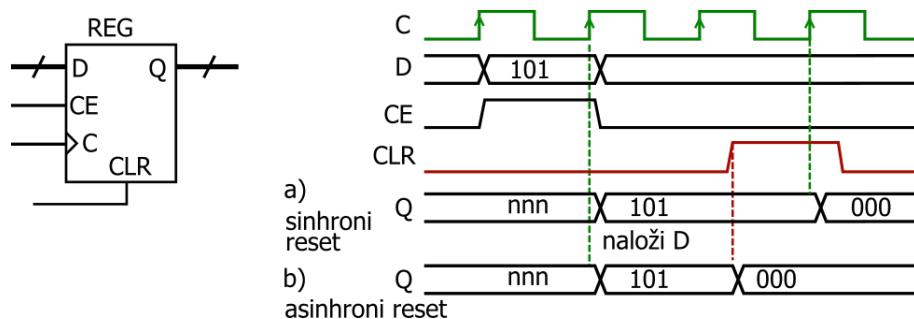 REG
D Q
CE
C
CLR
C
D 101
CE
CLR
a) sinhroni reset Q nnn 101 000
naloži D
b) asinhroni reset Q nnn 101 000